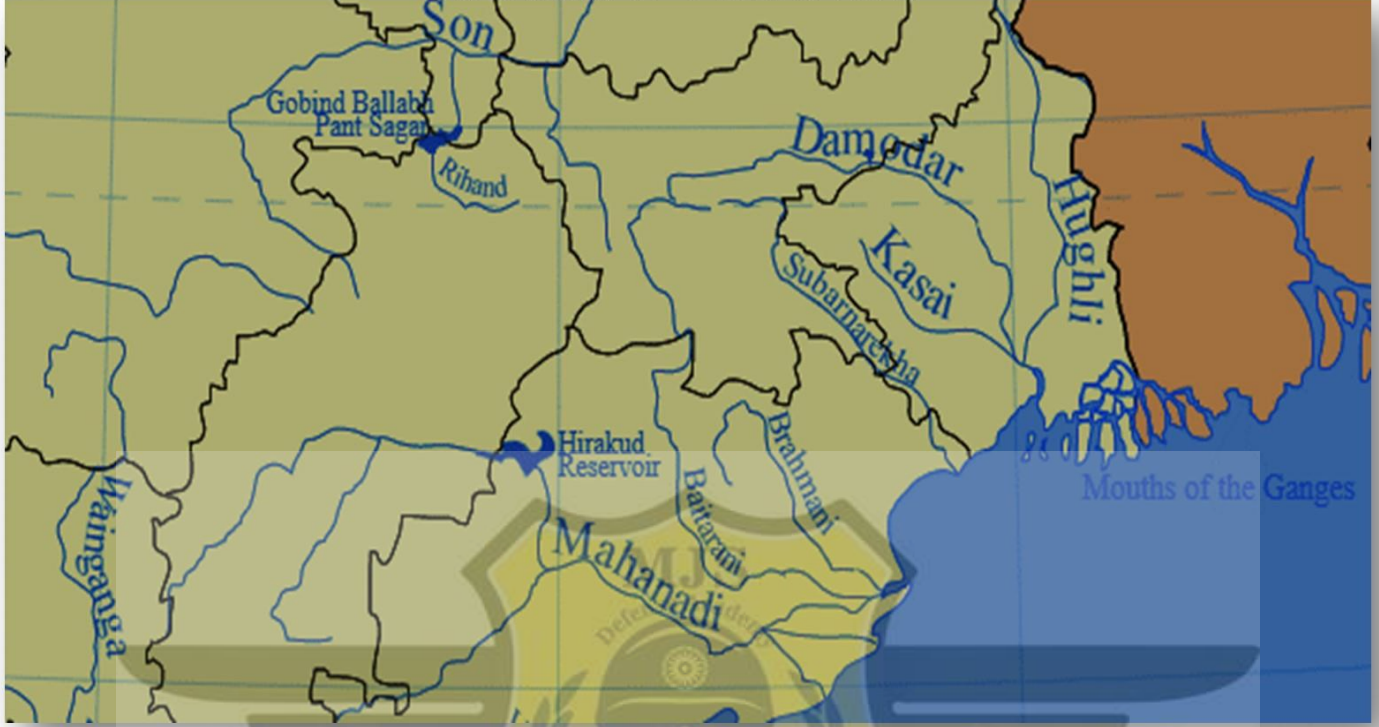 Son
Gobind Ballabh
Pant Sagar
Rihand
Damodar
Hughli
Kasai
Subarnarekha
Hirakud
Reservoir
Brahmani
Baitarani
Mouths of the Ganges
Wainganga
Mahanadi
MJS